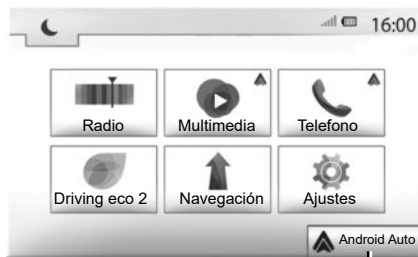 16:00
Radio
Multimedia
Telefono
Driving eco 2
Navegación
Ajustes
Android Auto